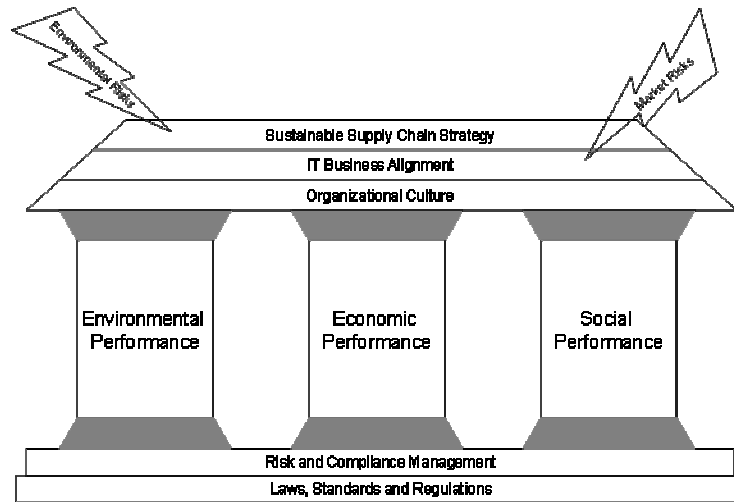 Environmental Risks
Market Risks
Sustainable Supply Chain Strategy
IT Business Alignment
Organizational Culture
Environmental
Performance
Economic
Performance
Social
Performance
Risk and Compliance Management
Laws, Standards and Regulations